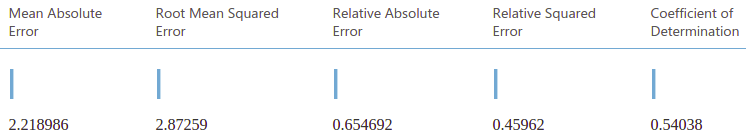 Mean Absolute Error
Root Mean Squared Error
Relative Absolute Error
Relative Squared Error
Coefficient of Determination
2.218986
2.87259
0.654692
0.45962
0.54038